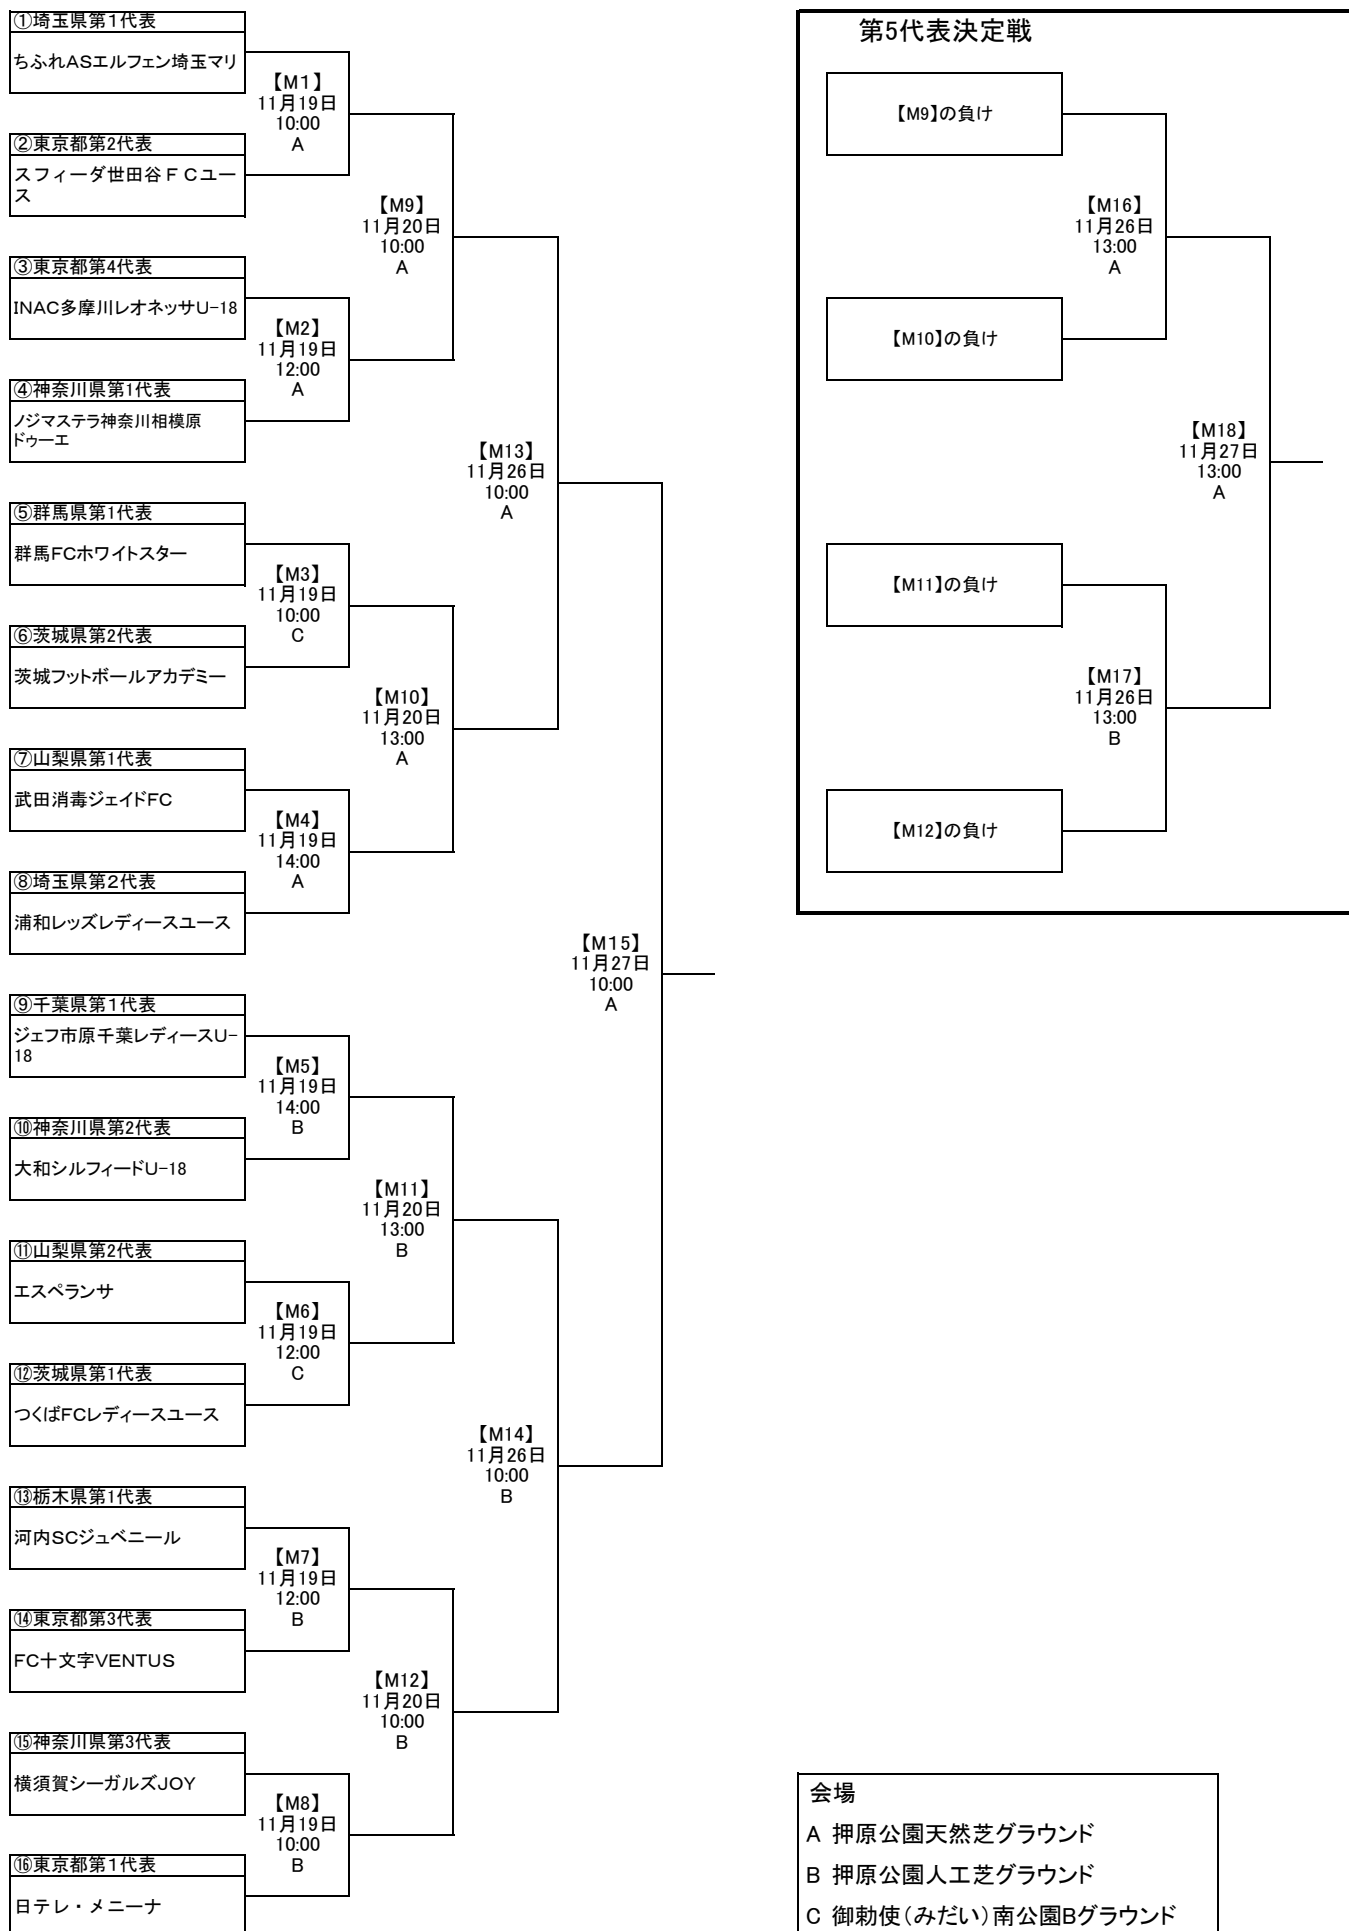 ①埼玉県第1代表
ちふれASエルフェン埼玉マリ
②東京都第2代表
スフィーダ世田谷ＦＣユー
ス
③東京都第4代表
INAC多摩川レオネッサU-18
④神奈川県第1代表
ノジマステラ神奈川相模原
ドゥーエ
⑤群馬県第1代表
群馬FCホワイトスター
⑥茨城県第2代表
茨城フットボールアカデミー
⑦山梨県第1代表
武田消毒ジェイドFC
⑧埼玉県第2代表
浦和レッズレディースユース
⑨千葉県第1代表
ジェフ市原千葉レディースU-
18
⑩神奈川県第2代表
大和シルフィードU-18
⑪山梨県第2代表
エスペランサ
⑫茨城県第1代表
つくばFCレディースユース
⑬栃木県第1代表
河内SCジュベニール
⑭東京都第3代表
FC十文字VENTUS
⑮神奈川県第3代表
横須賀シーガルズJOY
⑯東京都第1代表
日テレ・メニーナ
【M1】
11月19日
10:00
A
【M2】
11月19日
12:00
A
【M3】
11月19日
10:00
C
【M4】
11月19日
14:00
A
【M5】
11月19日
14:00
B
【M6】
11月19日
12:00
C
【M7】
11月19日
12:00
B
【M8】
11月19日
10:00
B
【M9】
11月20日
10:00
A
【M10】
11月20日
13:00
A
【M11】
11月20日
13:00
B
【M12】
11月20日
10:00
B
【M13】
11月26日
10:00
A
【M14】
11月26日
10:00
B
【M15】
11月27日
10:00
A
第5代表決定戦
【M9】の負け
【M10】の負け
【M11】の負け
【M12】の負け
【M16】
11月26日
13:00
A
【M17】
11月26日
13:00
B
【M18】
11月27日
13:00
A
会場
A 押原公園天然芝グラウンド
B 押原公園人工芝グラウンド
C 御勅使(みだい)南公園Bグラウンド